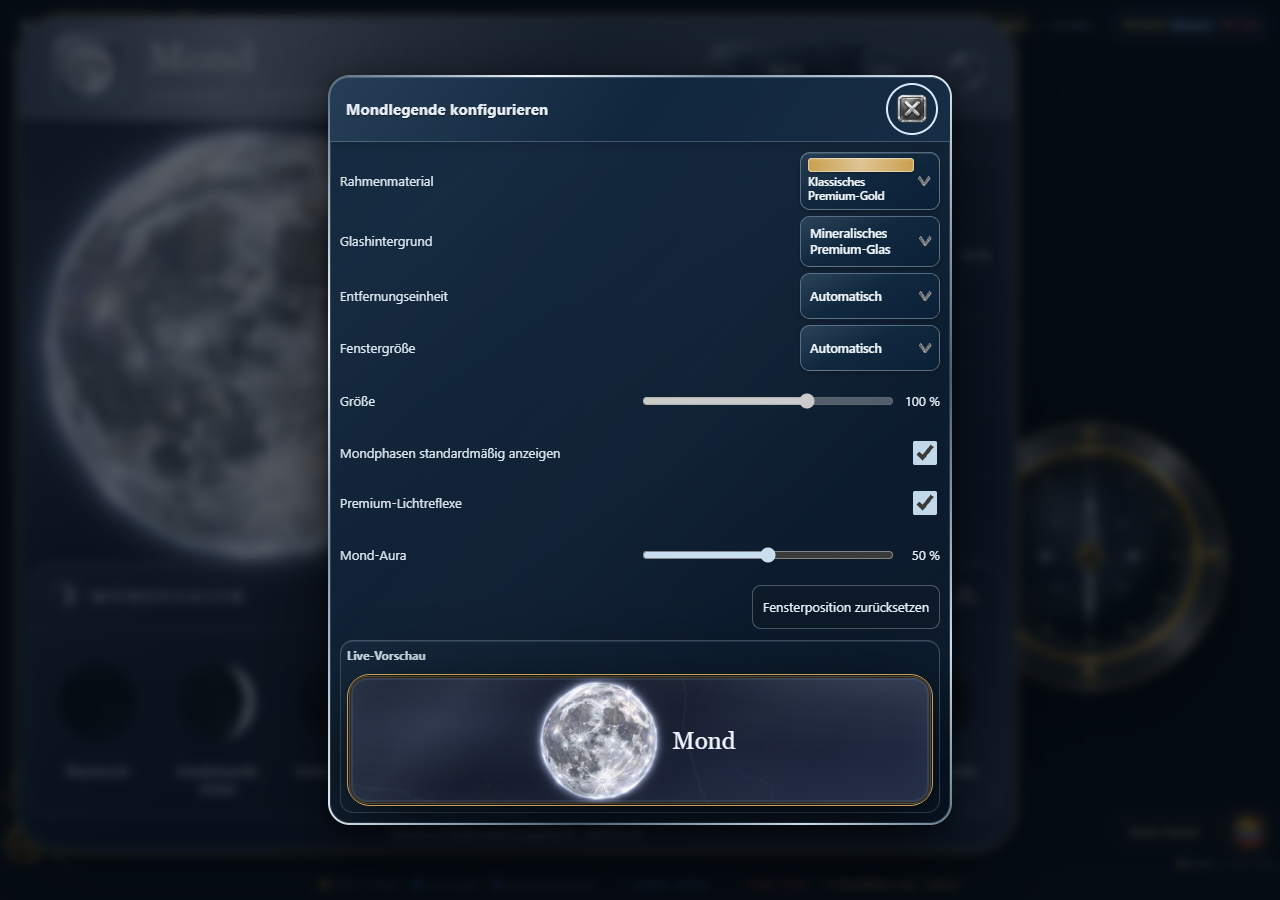 Mondlegende konfigurieren
Rahmenmaterial
Klassisches
Premium-Gold
Glashintergrund
Mineralisches
Premium-Glas
Entfernungseinheit
Automatisch
Fenstergröße
Automatisch
Größe
100 %
Mondphasen standardmäßig anzeigen
Premium-Lichtreflexe
Mond-Aura
50 %
Fensterposition zurücksetzen
Live-Vorschau
Mond